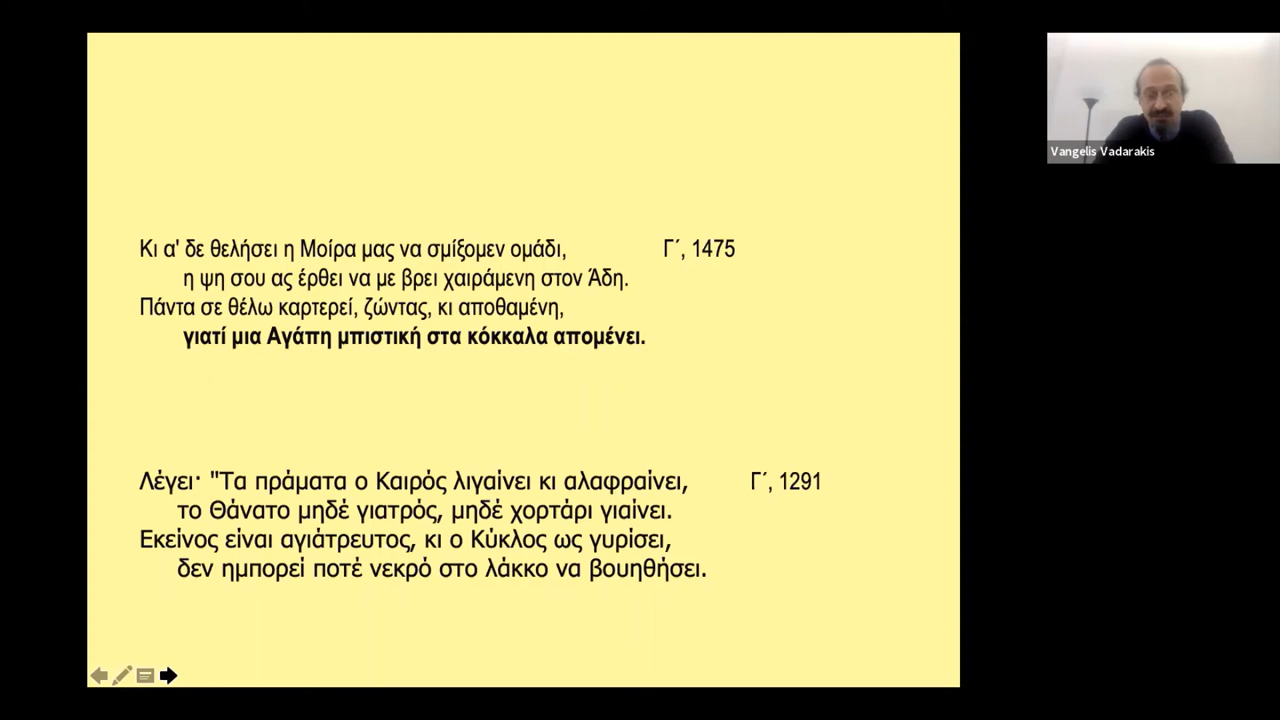 Κι α' δε θελήσει η Μοίρα μας να σμίξομεν ομάδι, Γ΄, 1475
η ψη σου ας έρθει να με βρει χαιράμενη στον Άδη.
Πάντα σε θέλω καρτερεί, ζώντας, κι αποθαμένη,
γιατί μια Αγάπη μπιστική στα κόκκαλα απομένει.
Λέγει· "Τα πράματα ο Καιρός λιγαίνει κι αλαφραίνει, Γ΄, 1291
το Θάνατο μηδέ γιατρός, μηδέ χορτάρι γιαίνει.
Εκείνος είναι αγιάτρευτος, κι ο Κύκλος ως γυρίσει,
δεν ημπορεί ποτέ νεκρό στο λάκκο να βουηθήσει.
Vangelis Vadarakis